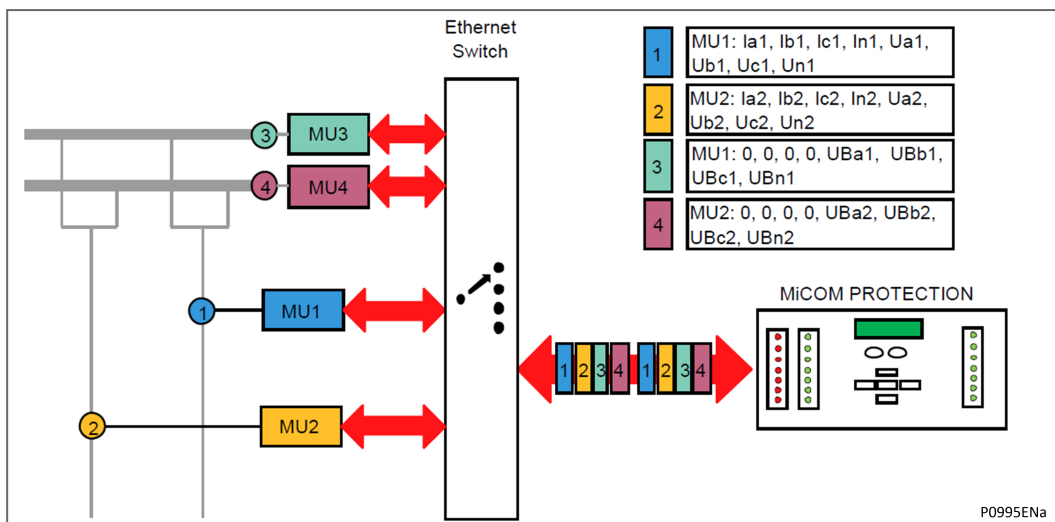 Ethernet
Switch
1
MU1: Ia1, Ib1, Ic1, In1, Ua1,
Ub1, Uc1, Un1
2
MU2: Ia2, Ib2, Ic2, In2, Ua2,
Ub2, Uc2, Un2
3
MU1: 0, 0, 0, 0, UBa1, UBb1,
UBc1, UBn1
4
MU2: 0, 0, 0, 0, UBa2, UBb2,
UBc2, UBn2
3
MU3
4
MU4
1
MU1
2
MU2
1 2 3 4 1 2 3 4
MiCOM PROTECTION
P0995ENa